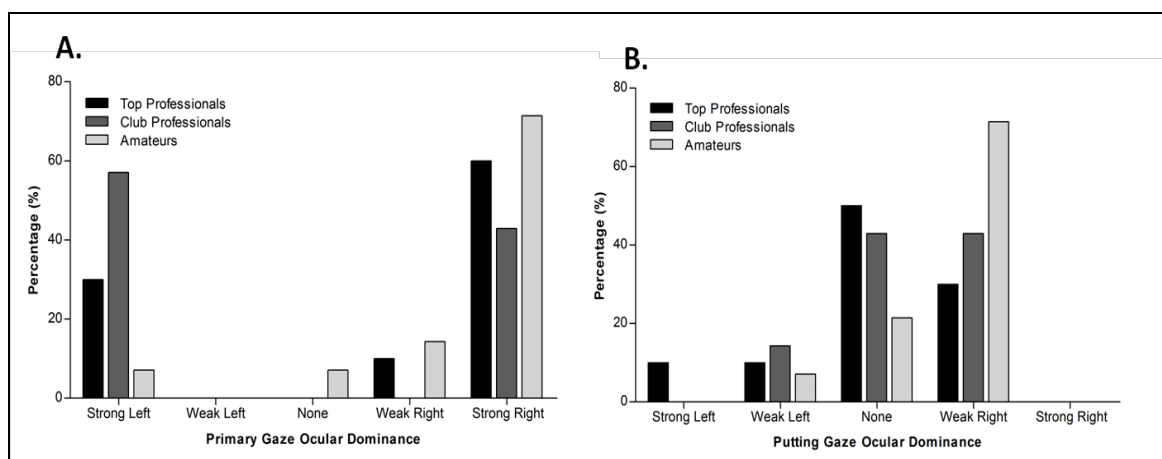 A.
80
60
40
20
0
Percentage (%)
Top Professionals
Club Professionals
Amateurs
Strong Left Weak Left None Weak Right Strong Right
Primary Gaze Ocular Dominance
B.
80
60
40
20
0
Percentage (%)
Top Professionals
Club Professionals
Amateurs
Strong Left Weak Left None Weak Right Strong Right
Putting Gaze Ocular Dominance